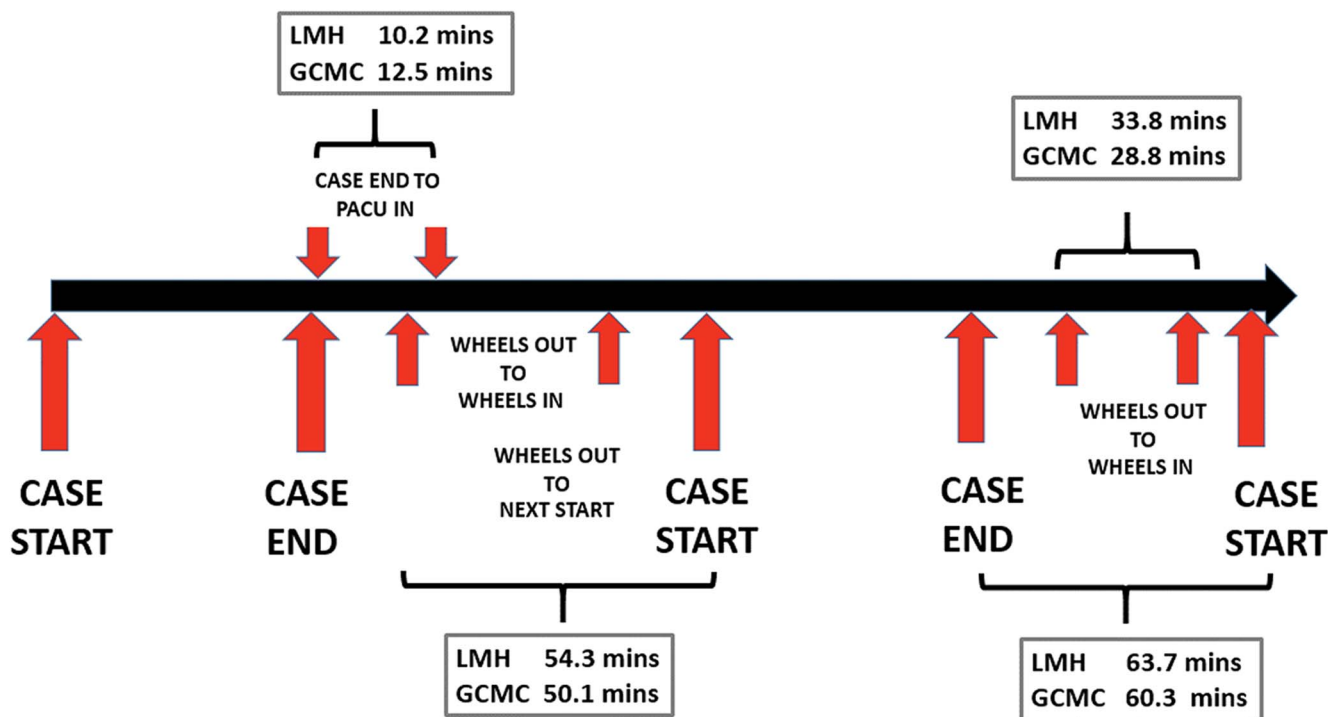 LMH 10.2 mins
GCMC 12.5 mins
LMH 33.8 mins
GCMC 28.8 mins
CASE END TO
PACU IN
WHEELS OUT
TO
WHEELS IN
WHEELS OUT
TO
NEXT START
WHEELS OUT
TO
WHEELS IN
CASE
START
CASE
END
CASE
START
CASE
END
CASE
START
LMH 54.3 mins
GCMC 50.1 mins
LMH 63.7 mins
GCMC 60.3 mins